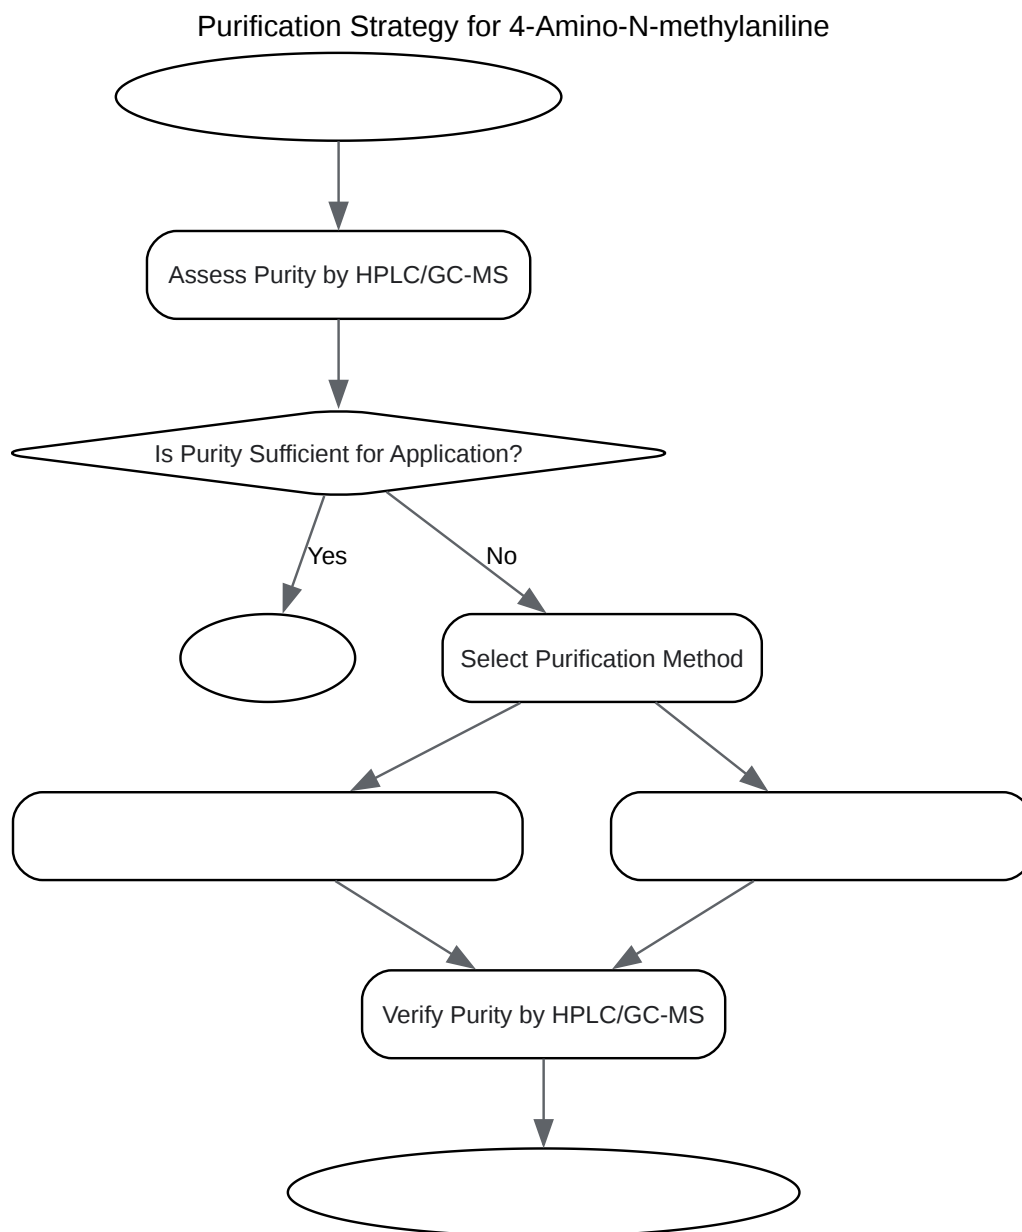 Purification Strategy for 4-Amino-N-methylaniline
Assess Purity by HPLC/GC-MS
Is Purity Sufficient for Application?
Yes
No
Select Purification Method
Verify Purity by HPLC/GC-MS